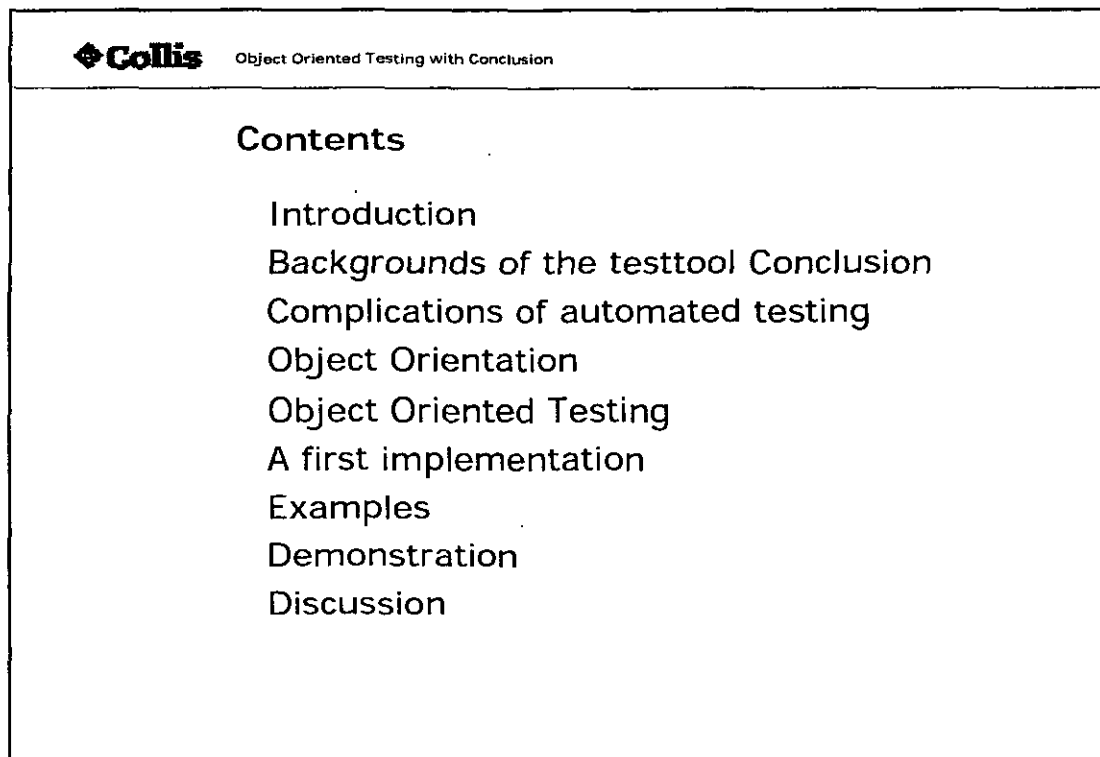 Collis Object Oriented Testing with Conclusion
Contents
Introduction
Backgrounds of the testtool Conclusion
Complications of automated testing
Object Orientation
Object Oriented Testing
A first implementation
Examples
Demonstration
Discussion